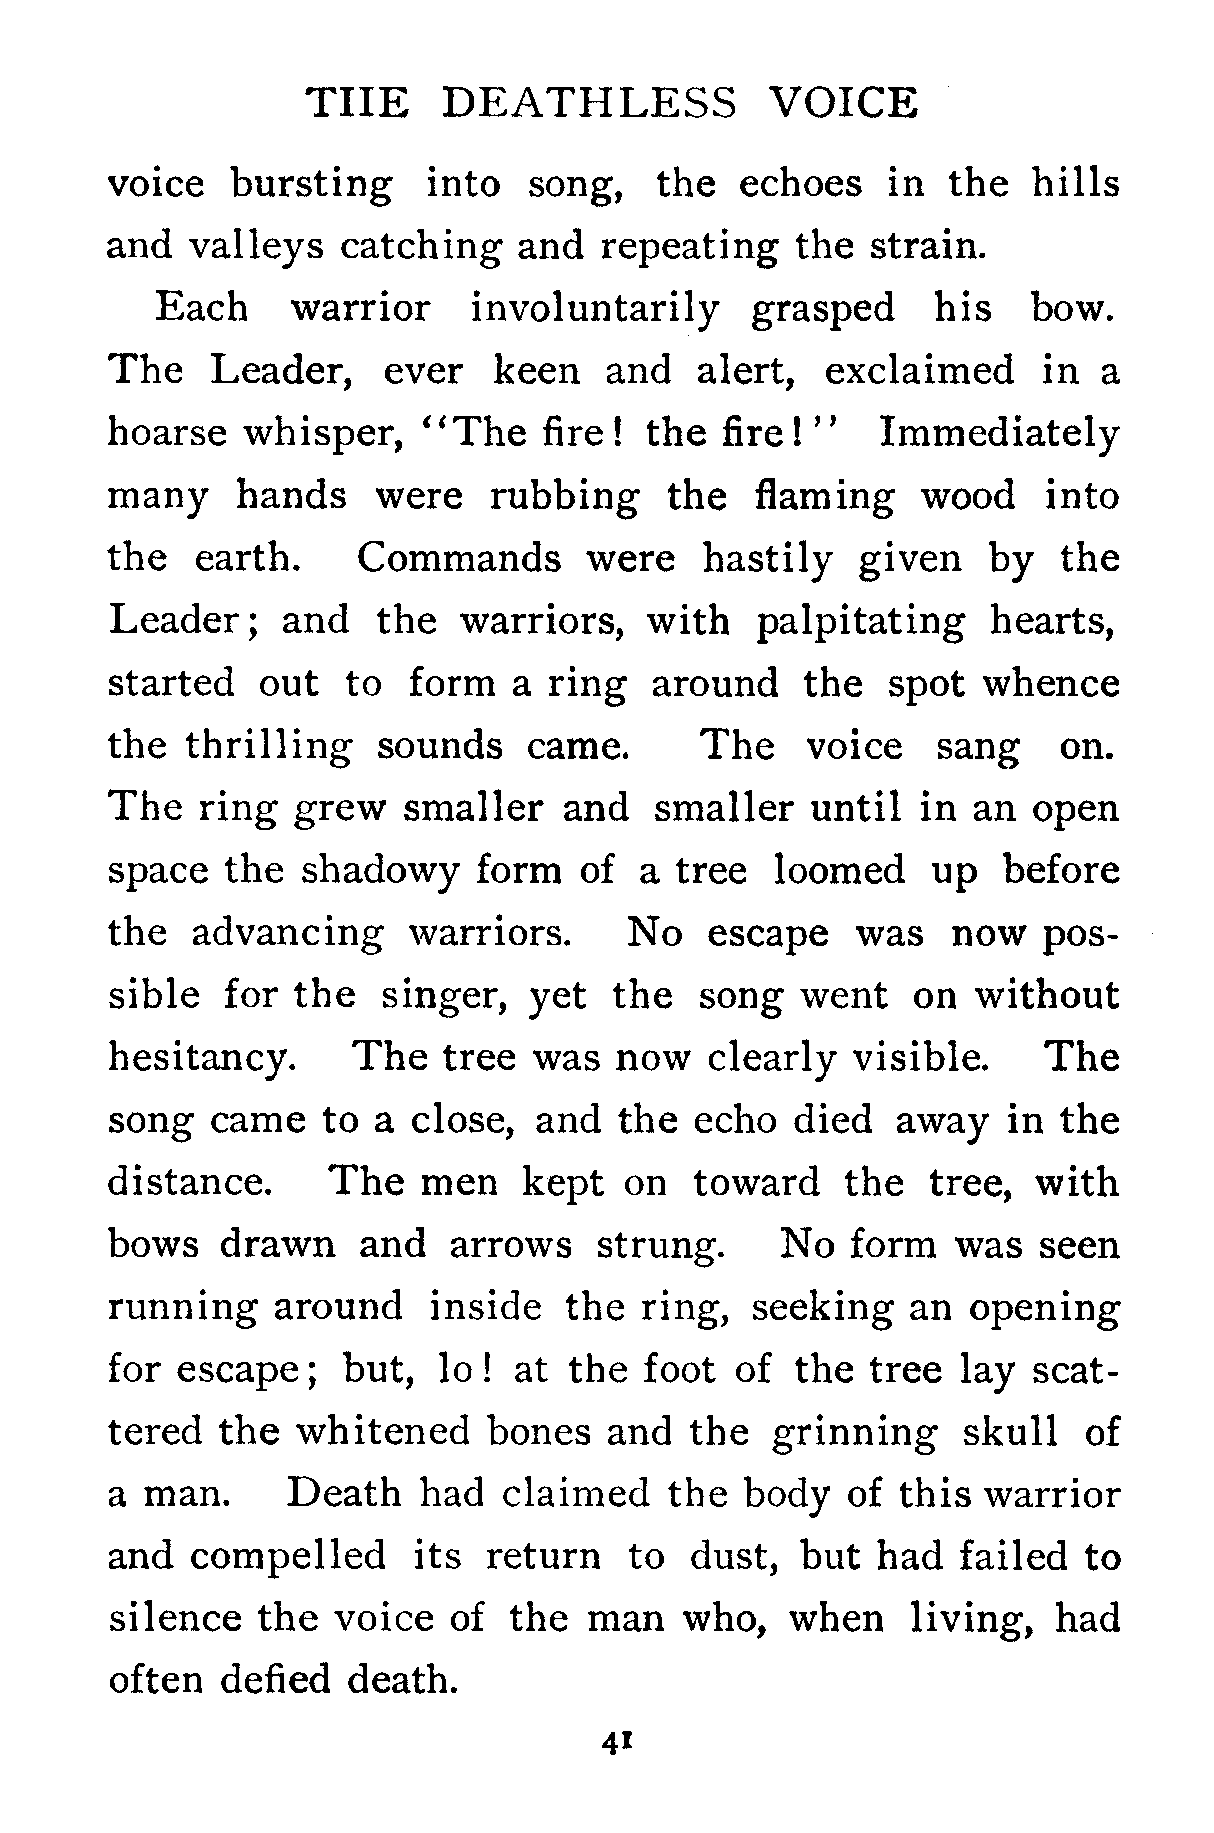 THE DEATHLESS VOICE
voice bursting into song, the echoes in the hills
and valleys catching and repeating the strain.
Each warrior involuntarily grasped his bow.
The Leader, ever keen and alert, exclaimed in a
hoarse whisper, “The fire! the fire!” Immediately
many hands were rubbing the flaming wood into
the earth. Commands were hastily given by the
Leader; and the warriors, with palpitating hearts,
started out to form a ring around the spot whence
the thrilling sounds came. The voice sang on.
The ring grew smaller and smaller until in an open
space the shadowy form of a tree loomed up before
the advancing warriors. No escape was now pos-
sible for the singer, yet the song went on without
hesitancy. The tree was now clearly visible. The
song came to a close, and the echo died away in the
distance. The men kept on toward the tree, with
bows drawn and arrows strung. No form was seen
running around inside the ring, seeking an opening
for escape; but, lo! at the foot of the tree lay scat-
tered the whitened bones and the grinning skull of
a man. Death had claimed the body of this warrior
and compelled its return to dust, but had failed to
silence the voice of the man who, when living, had
often defied death.
41